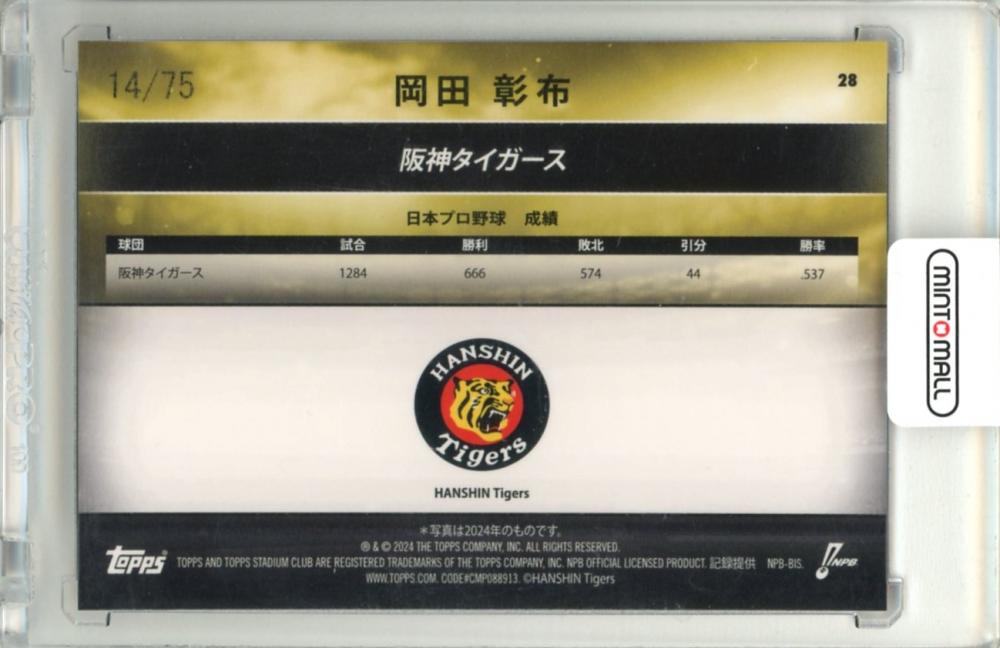 14/75
岡田 彰布
28
阪神タイガース
日本プロ野球 成績
球団 試合 勝利 敗北 引分 勝率
阪神タイガース 1284 666 574 44 .537
HANSHIN
Tigers
HANSHIN Tigers
＊写真は2024年のものです。
® & © 2024 THE TOPPS COMPANY, INC. ALL RIGHTS RESERVED.
TOPPS AND TOPPS STADIUM CLUB ARE REGISTERED TRADEMARKS OF THE TOPPS COMPANY, INC. NPB OFFICIAL LICENSED PRODUCT. 記録提供 NPB-BIS.
WWW.TOPPS.COM. CODE#CMP088913. ©HANSHIN Tigers
topps
NPB
MINT MALL